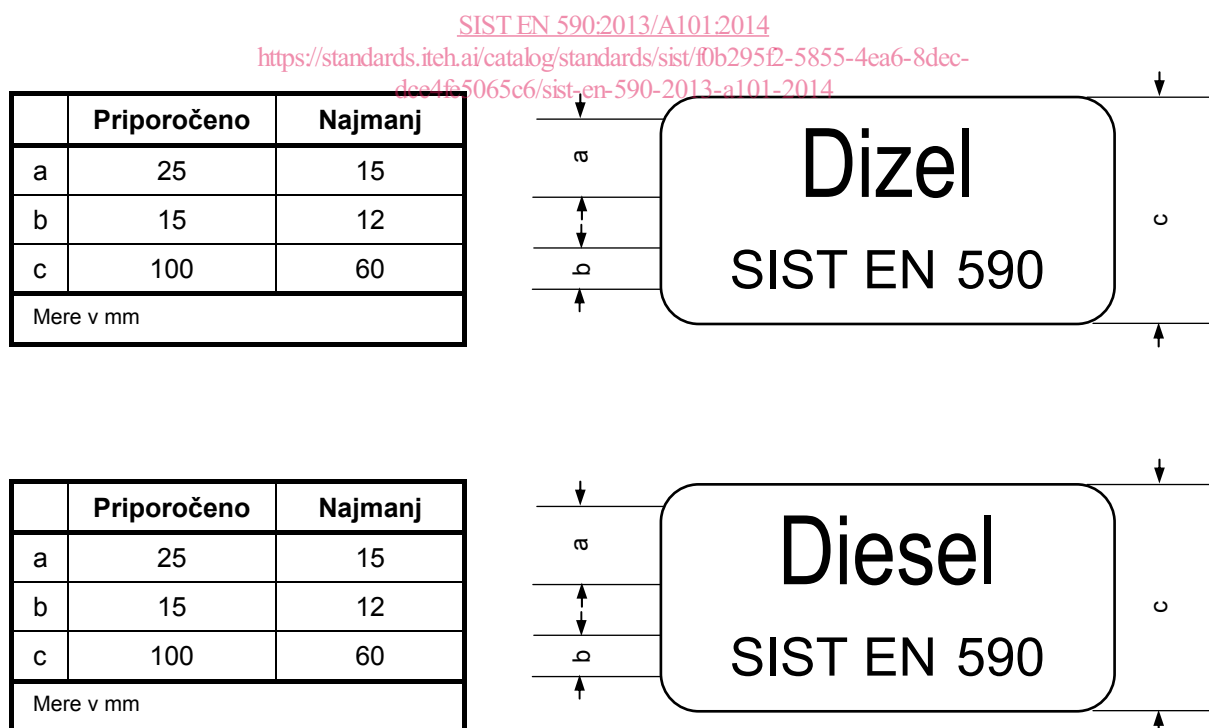 SIST EN 590:2013/A101:2014
https://standards.iteh.ai/catalog/standards/sist/f0b295f2-5855-4ea6-8dec-
dce4fe5065c6/sist-en-590-2013-a101-2014
Priporočeno Najmanj
a 25 15
b 15 12
c 100 60
Mere v mm
a
b
Dizel
SIST EN 590
c
Priporočeno Najmanj
a 25 15
b 15 12
c 100 60
Mere v mm
a
b
Diesel
SIST EN 590
c